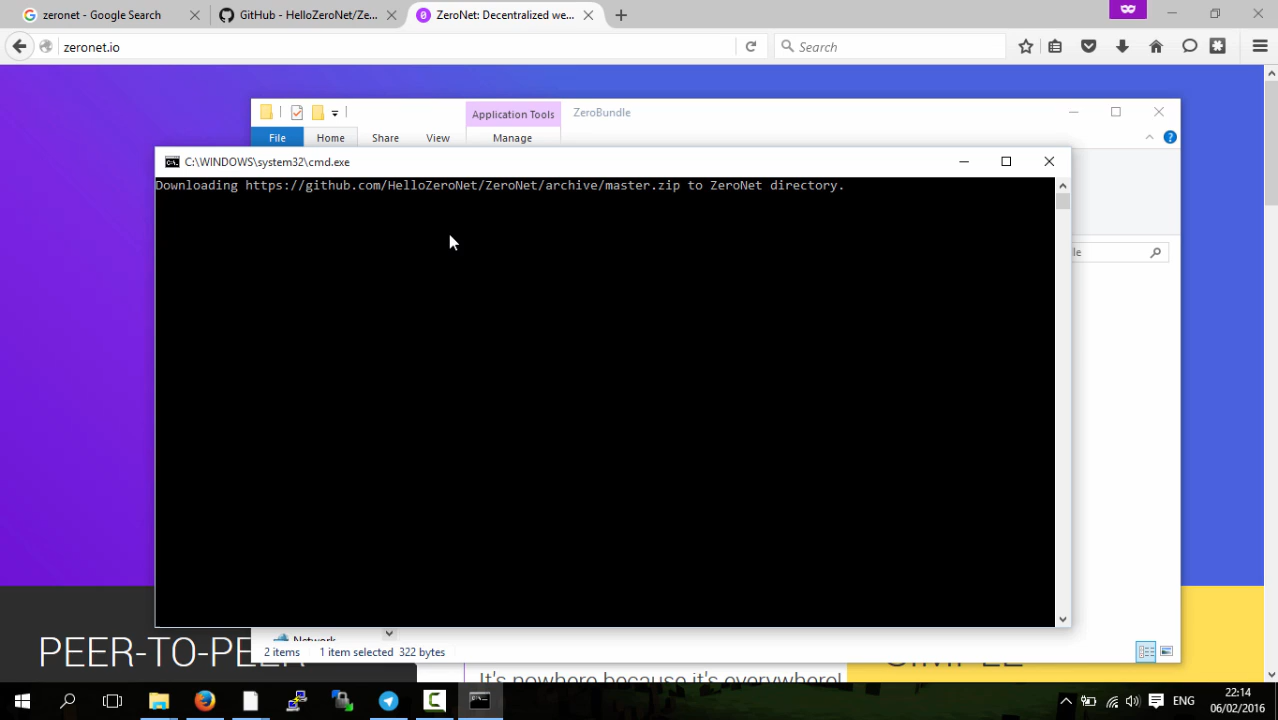 zeronet - Google Search
GitHub - HelloZeroNet/Ze...
ZeroNet: Decentralized we...
zeronet.io
Search
Application Tools
ZeroBundle
File
Home
Share
View
Manage
C:\WINDOWS\system32\cmd.exe
Downloading https://github.com/HelloZeroNet/ZeroNet/archive/master.zip to ZeroNet directory.
le
Network
2 items
1 item selected 322 bytes
PEER-TO-PEER
SIMPLE
It's nowhere because it's everywhere!
ENG
22:14
06/02/2016